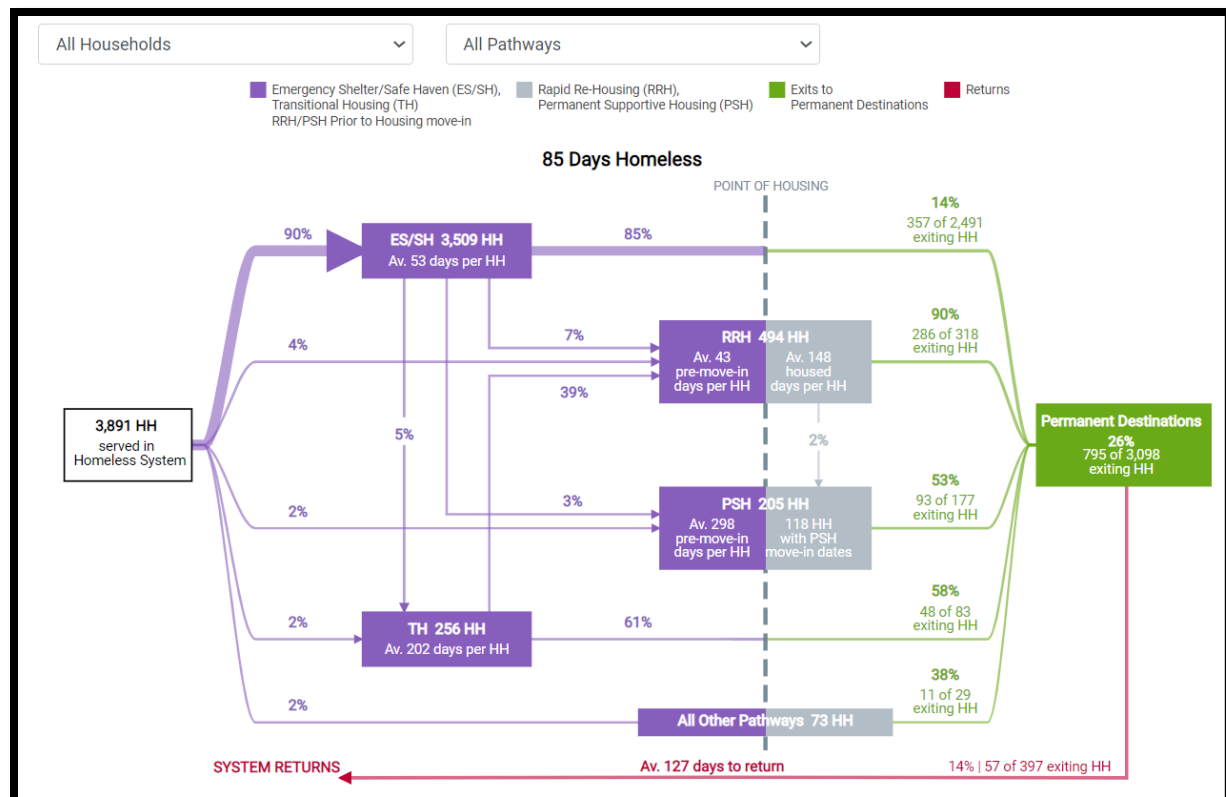 All Households
All Pathways
Emergency Shelter/Safe Haven (ES/SH),
Transitional Housing (TH)
RRH/PSH Prior to Housing move-in
Rapid Re-Housing (RRH),
Permanent Supportive Housing (PSH)
Exits to
Permanent Destinations
Returns
85 Days Homeless
POINT OF HOUSING
90%
ES/SH 3,509 HH
Av. 53 days per HH
85%
14%
357 of 2,491
exiting HH
4%
7%
39%
RRH 494 HH
Av. 43
pre-move-in
days per HH
Av. 148
housed
days per HH
90%
286 of 318
exiting HH
3,891 HH
served in
Homeless System
5%
2%
Permanent Destinations
26%
795 of 3,098
exiting HH
2%
3%
PSH 205 HH
Av. 298
pre-move-in
days per HH
118 HH
with PSH
move-in dates
53%
93 of 177
exiting HH
2%
TH 256 HH
Av. 202 days per HH
61%
58%
48 of 83
exiting HH
2%
All Other Pathways 73 HH
38%
11 of 29
exiting HH
SYSTEM RETURNS
Av. 127 days to return
14% | 57 of 397 exiting HH